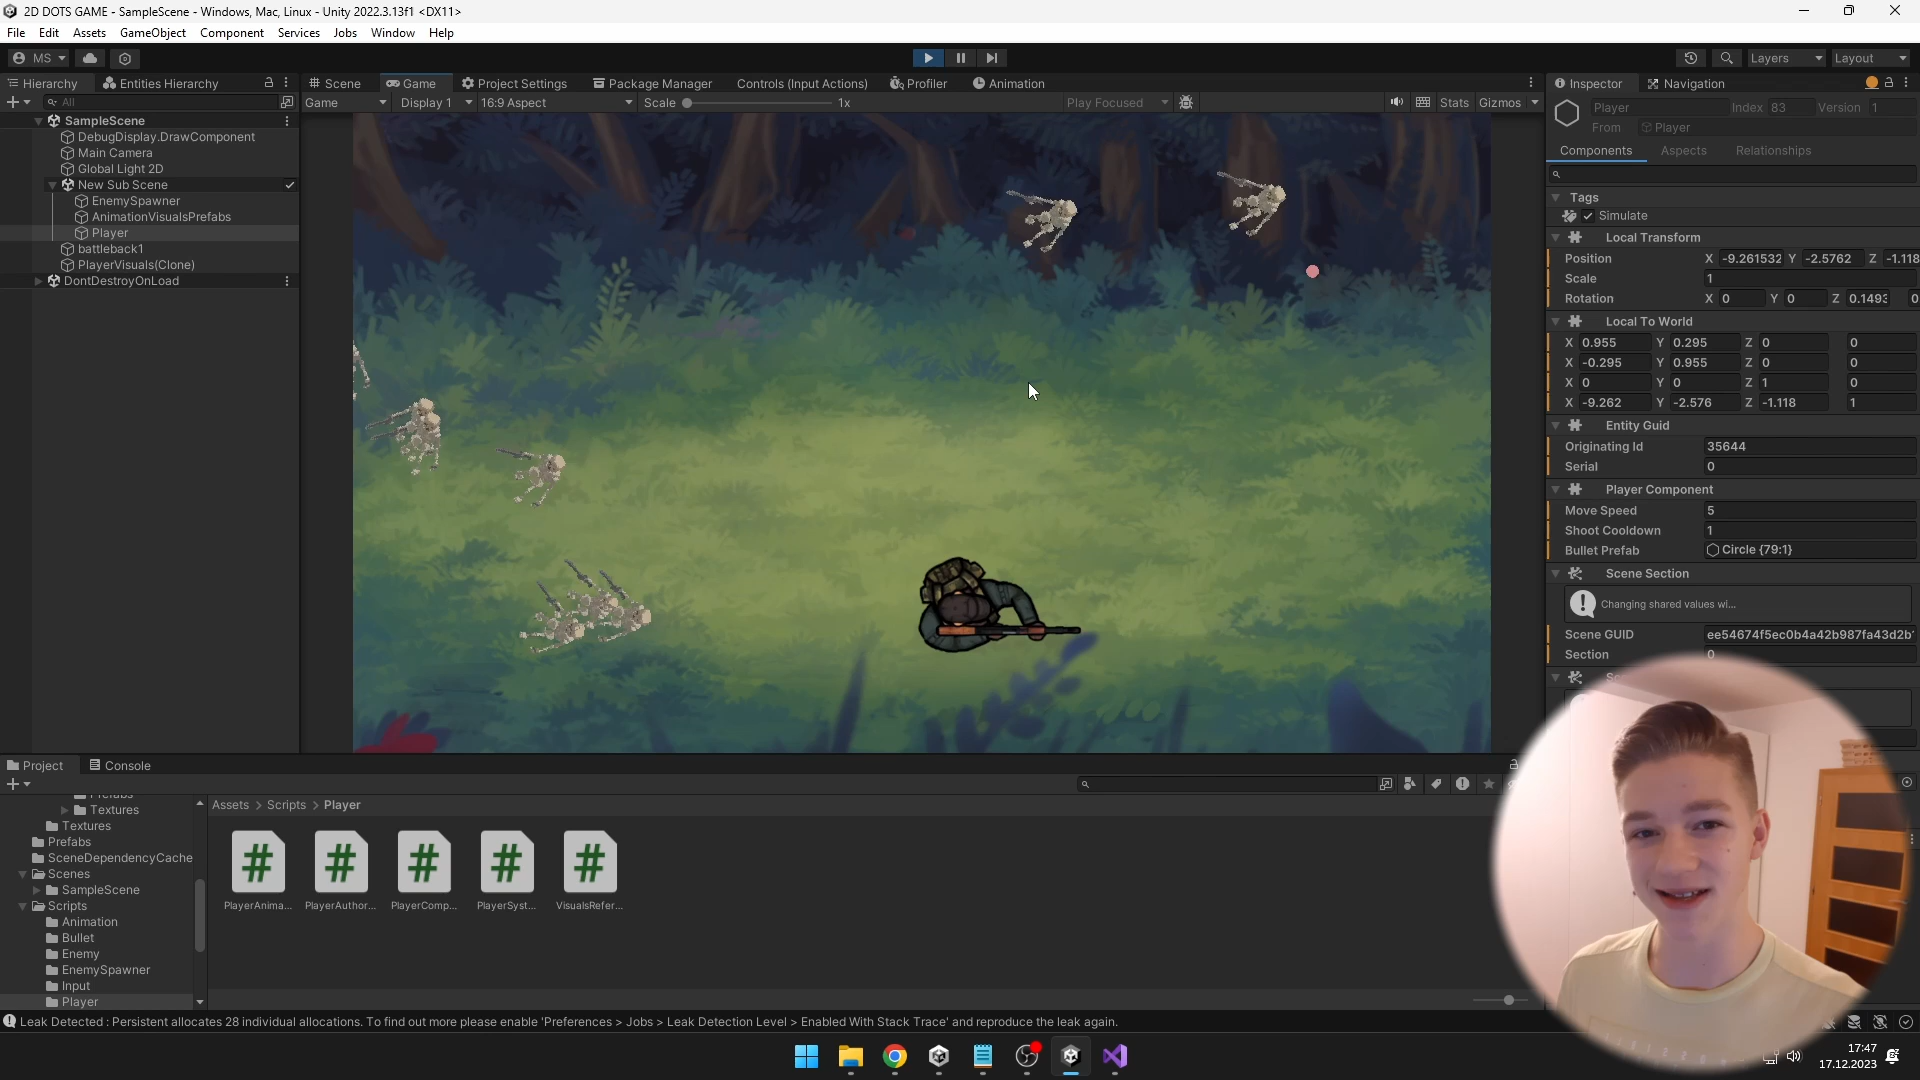 2D DOTS GAME - SampleScene - Windows, Mac, Linux - Unity 2022.3.13f1 <DX11>
File Edit Assets GameObject Component Services Jobs Window Help
MS Layers Layout
Hierarchy Entities Hierarchy Scene Game Project Settings Package Manager Controls (Input Actions) Profiler Animation Inspector Navigation
All Game Display 1 16:9 Aspect Scale 1x Play Focused Stats Gizmos
SampleScene
DebugDisplay.DrawComponent
Main Camera
Global Light 2D
New Sub Scene
EnemySpawner
AnimationVisualsPrefabs
Player
battleback1
PlayerVisuals(Clone)
DontDestroyOnLoad
Player Index 83 Version 1
From Player
Components Aspects Relationships
Tags
Simulate
Local Transform
Position X -9.261532 Y -2.5762 Z -1.118
Scale 1
Rotation X 0 Y 0 Z 0.1493 0
Local To World
X 0.955 Y 0.295 Z 0 0
X -0.295 Y 0.955 Z 0 0
X 0 Y 0 Z 1 0
X -9.262 Y -2.576 Z -1.118 1
Entity Guid
Originating Id 35644
Serial 0
Player Component
Move Speed 5
Shoot Cooldown 1
Bullet Prefab Circle {79:1}
Scene Section
Changing shared values wi...
Scene GUID ee54674f5ec0b4a42b987fa43d2b
Section 0
Project Console
Prefabs
Textures
Textures
Prefabs
SceneDependencyCache
Scenes
SampleScene
Scripts
Animation
Bullet
Enemy
EnemySpawner
Input
Player
Assets > Scripts > Player
PlayerAnima... PlayerAuthor... PlayerComp... PlayerSyst... VisualsRefer...
Leak Detected : Persistent allocates 28 individual allocations. To find out more please enable 'Preferences > Jobs > Leak Detection Level > Enabled With Stack Trace' and reproduce the leak again.
17:47
17.12.2023